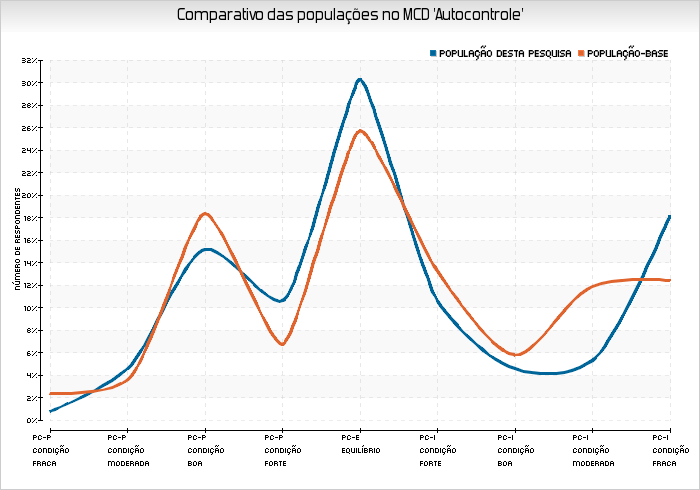 Comparativo das populações no MCD 'Autocontrole'
POPULAÇÃO DESTA PESQUISA POPULAÇÃO-BASE
NÚMERO DE RESPONDENTES
32%
30%
28%
26%
24%
22%
20%
18%
16%
14%
12%
10%
8%
6%
4%
2%
0%
PC-P PC-P PC-P PC-P PC-E PC-I PC-I PC-I PC-I
CONDIÇÃO CONDIÇÃO CONDIÇÃO CONDIÇÃO EQUILÍBRIO CONDIÇÃO CONDIÇÃO CONDIÇÃO CONDIÇÃO
FRACA MODERADA BOA FORTE FORTE BOA MODERADA FRACA